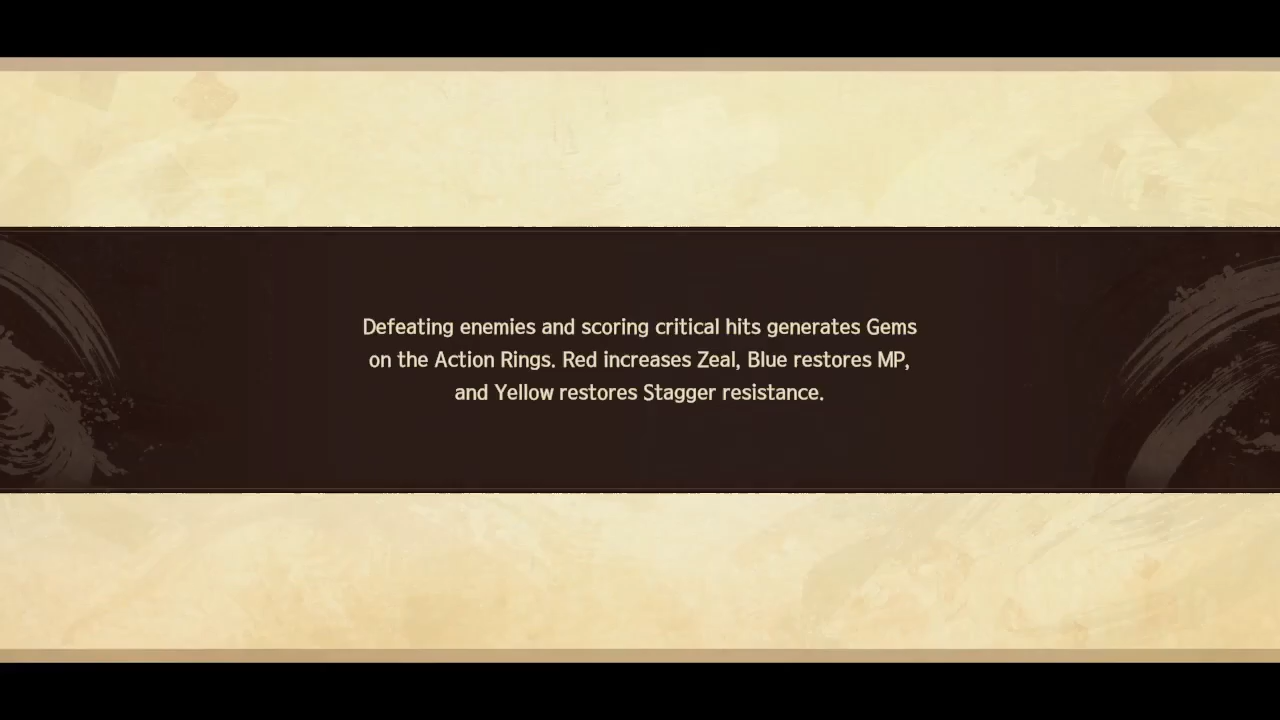 Defeating enemies and scoring critical hits generates Gems
on the Action Rings. Red increases Zeal, Blue restores MP,
and Yellow restores Stagger resistance.